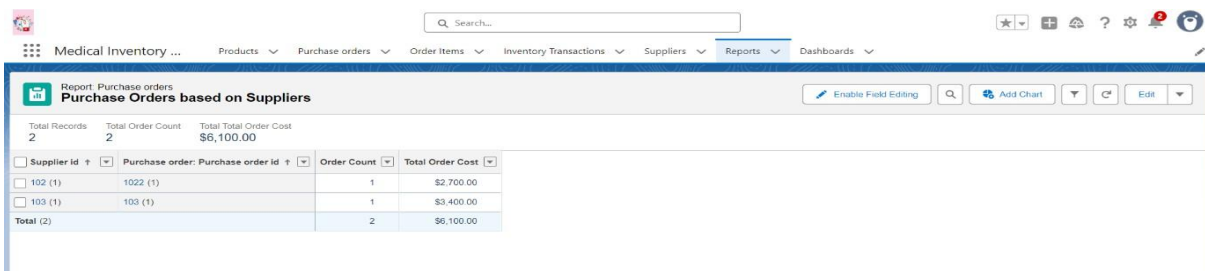 Search...
2
Medical Inventory ... Products Purchase orders Order Items Inventory Transactions Suppliers Reports Dashboards
Report: Purchase orders
Purchase Orders based on Suppliers
Enable Field Editing Add Chart Edit
Total Records Total Order Count Total Total Order Cost
2 2 $6,100.00
Supplier id ↑ Purchase order: Purchase order id ↑ Order Count Total Order Cost
102 (1) 1022 (1) 1 $2,700.00
103 (1) 103 (1) 1 $3,400.00
Total (2) 2 $6,100.00